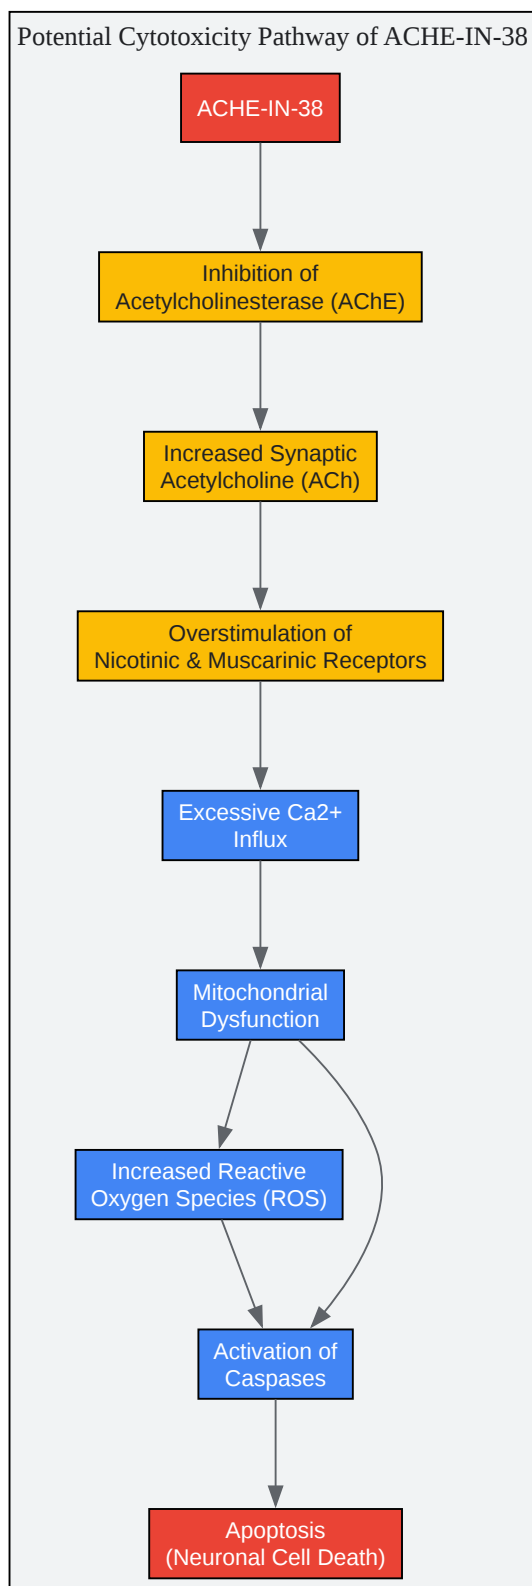 Potential Cytotoxicity Pathway of ACHE-IN-38
ACHE-IN-38
Inhibition of
Acetylcholinesterase (AChE)
Increased Synaptic
Acetylcholine (ACh)
Overstimulation of
Nicotinic & Muscarinic Receptors
Excessive Ca2+
Influx
Mitochondrial
Dysfunction
Increased Reactive
Oxygen Species (ROS)
Activation of
Caspases
Apoptosis
(Neuronal Cell Death)